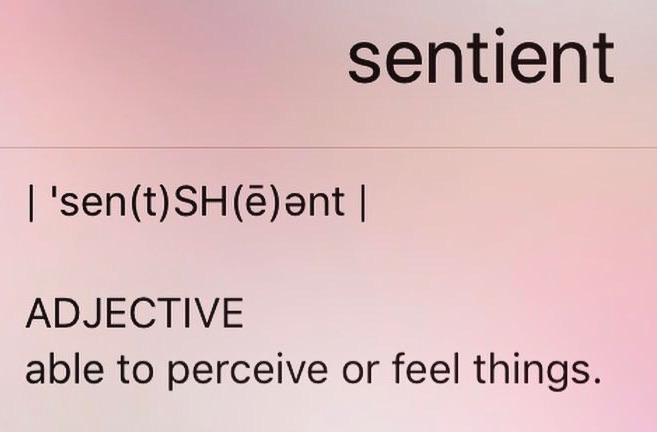 sentient
| 'sen(t)SH(ē)ənt |
ADJECTIVE
able to perceive or feel things.